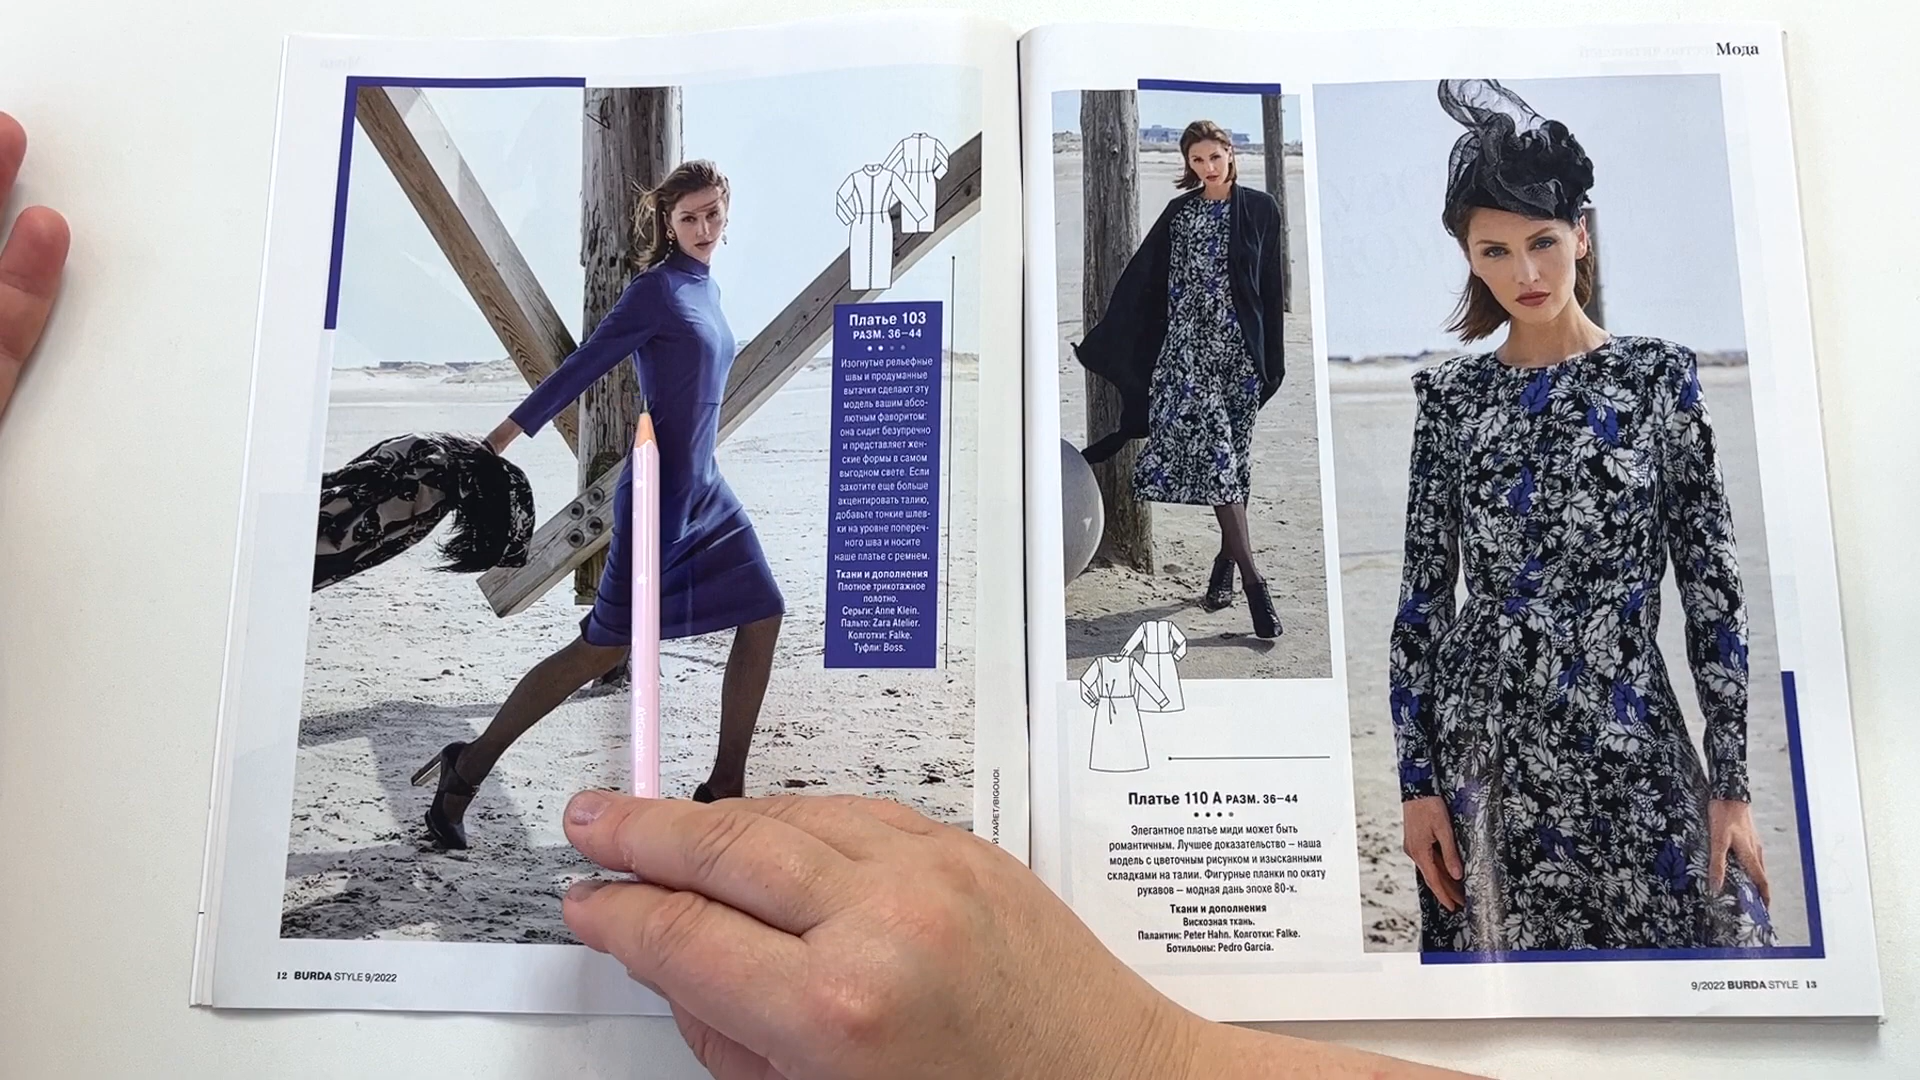 Мода
Платье 103
РАЗМ. 36–44
Изогнутые рельефные
швы и продуманные
вытачки сделают эту
модель вашим абсо-
лютным фаворитом:
она сидит безупречно
и представляет жен-
ские формы в самом
выгодном свете. Если
захотите еще больше
акцентировать талию,
добавьте тонкие шлев-
ки на уровне попереч-
ного шва и носите
наше платье с ремнем.
Ткани и дополнения
Плотное трикотажное
полотно.
Серьги: Anne Klein.
Пальто: Zara Atelier.
Колготки: Falke.
Туфли: Boss.
ХАЙЕТ/BIGOUDI.
12 BURDA STYLE 9/2022
Платье 110 А РАЗМ. 36–44
Элегантное платье миди может быть
романтичным. Лучшее доказательство – наша
модель с цветочным рисунком и изысканными
складками на талии. Фигурные планки по окату
рукавов – модная дань эпохе 80-х.
Ткани и дополнения
Вискозная ткань.
Палантин: Peter Hahn. Колготки: Falke.
Ботильоны: Pedro Garcia.
9/2022 BURDA STYLE 13